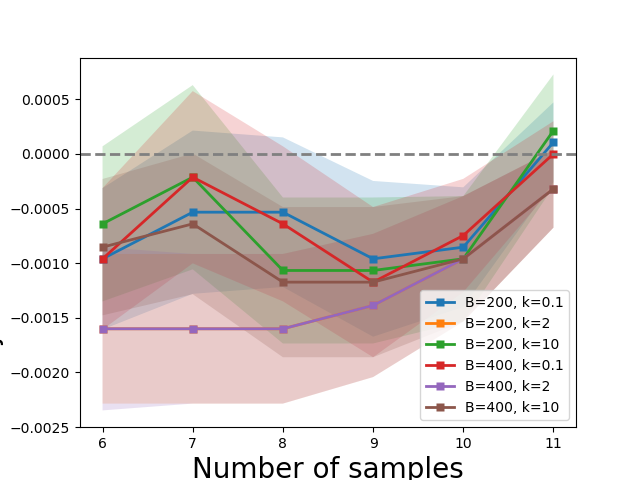 0.0005
0.0000
−0.0005
−0.0010
−0.0015
−0.0020
−0.0025
6 7 8 9 10 11
Number of samples
B=200, k=0.1
B=200, k=2
B=200, k=10
B=400, k=0.1
B=400, k=2
B=400, k=10